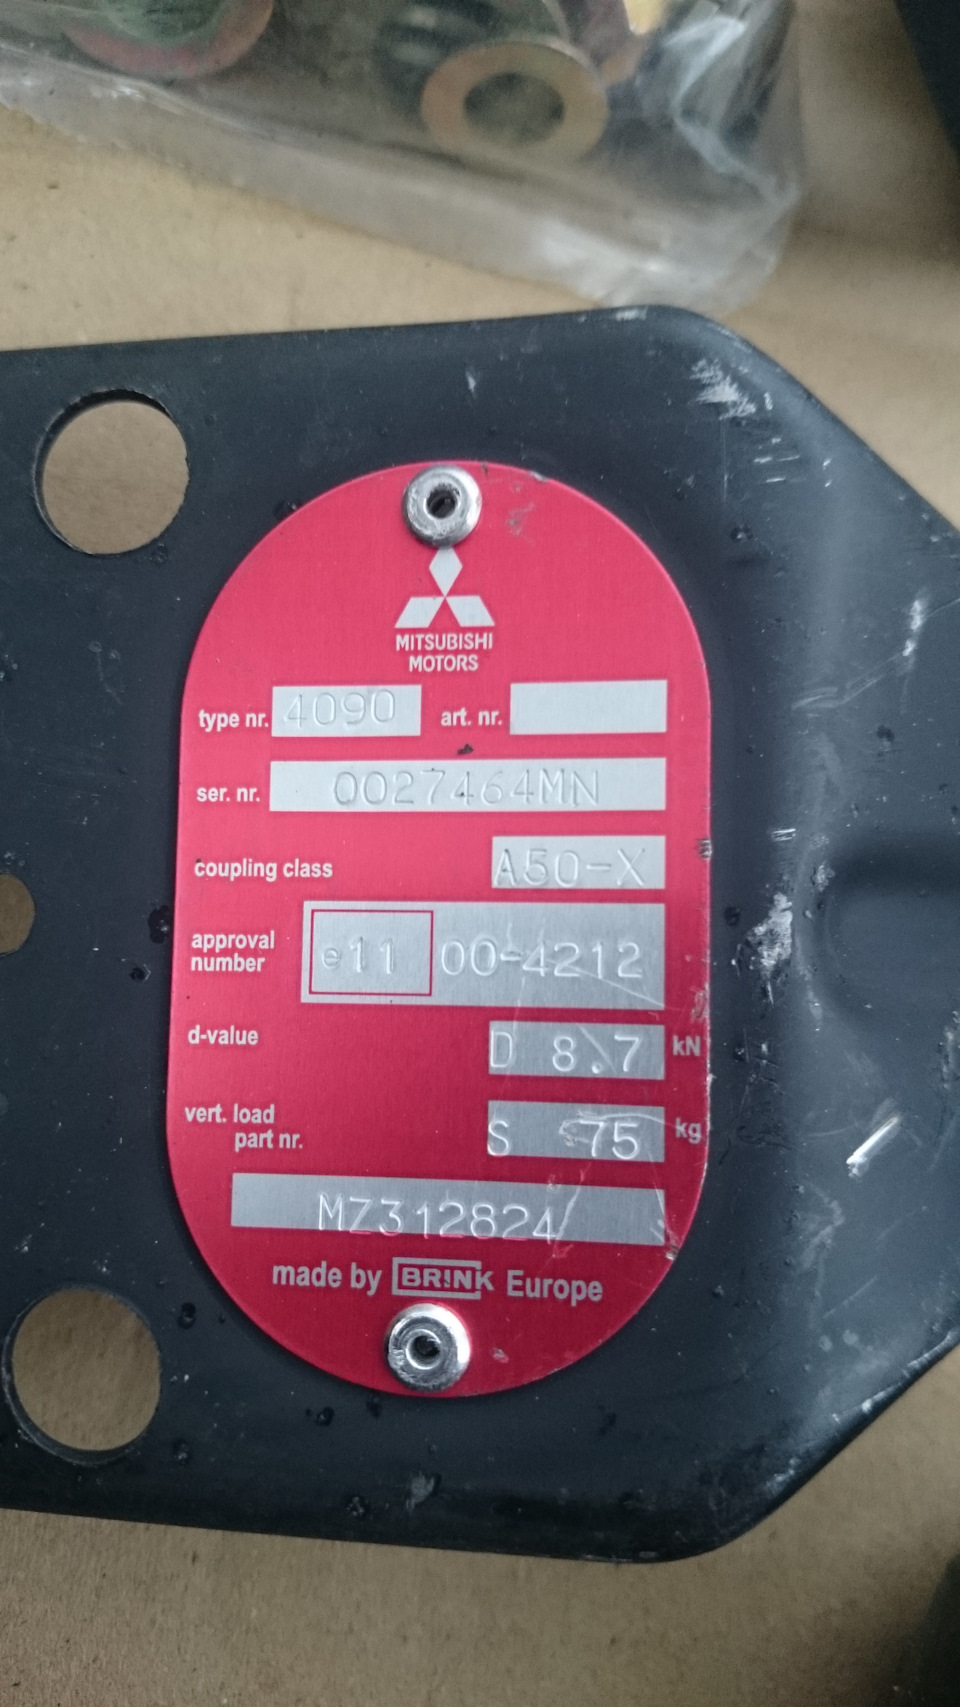 MITSUBISHI
MOTORS
type nr. 4090 art. nr.
ser. nr. 0027464MN
coupling class A50-X
approval number e11 00-4212
d-value D 8.7 kN
vert. load S 75 kg
part nr.
MZ312824
made by BRINK Europe